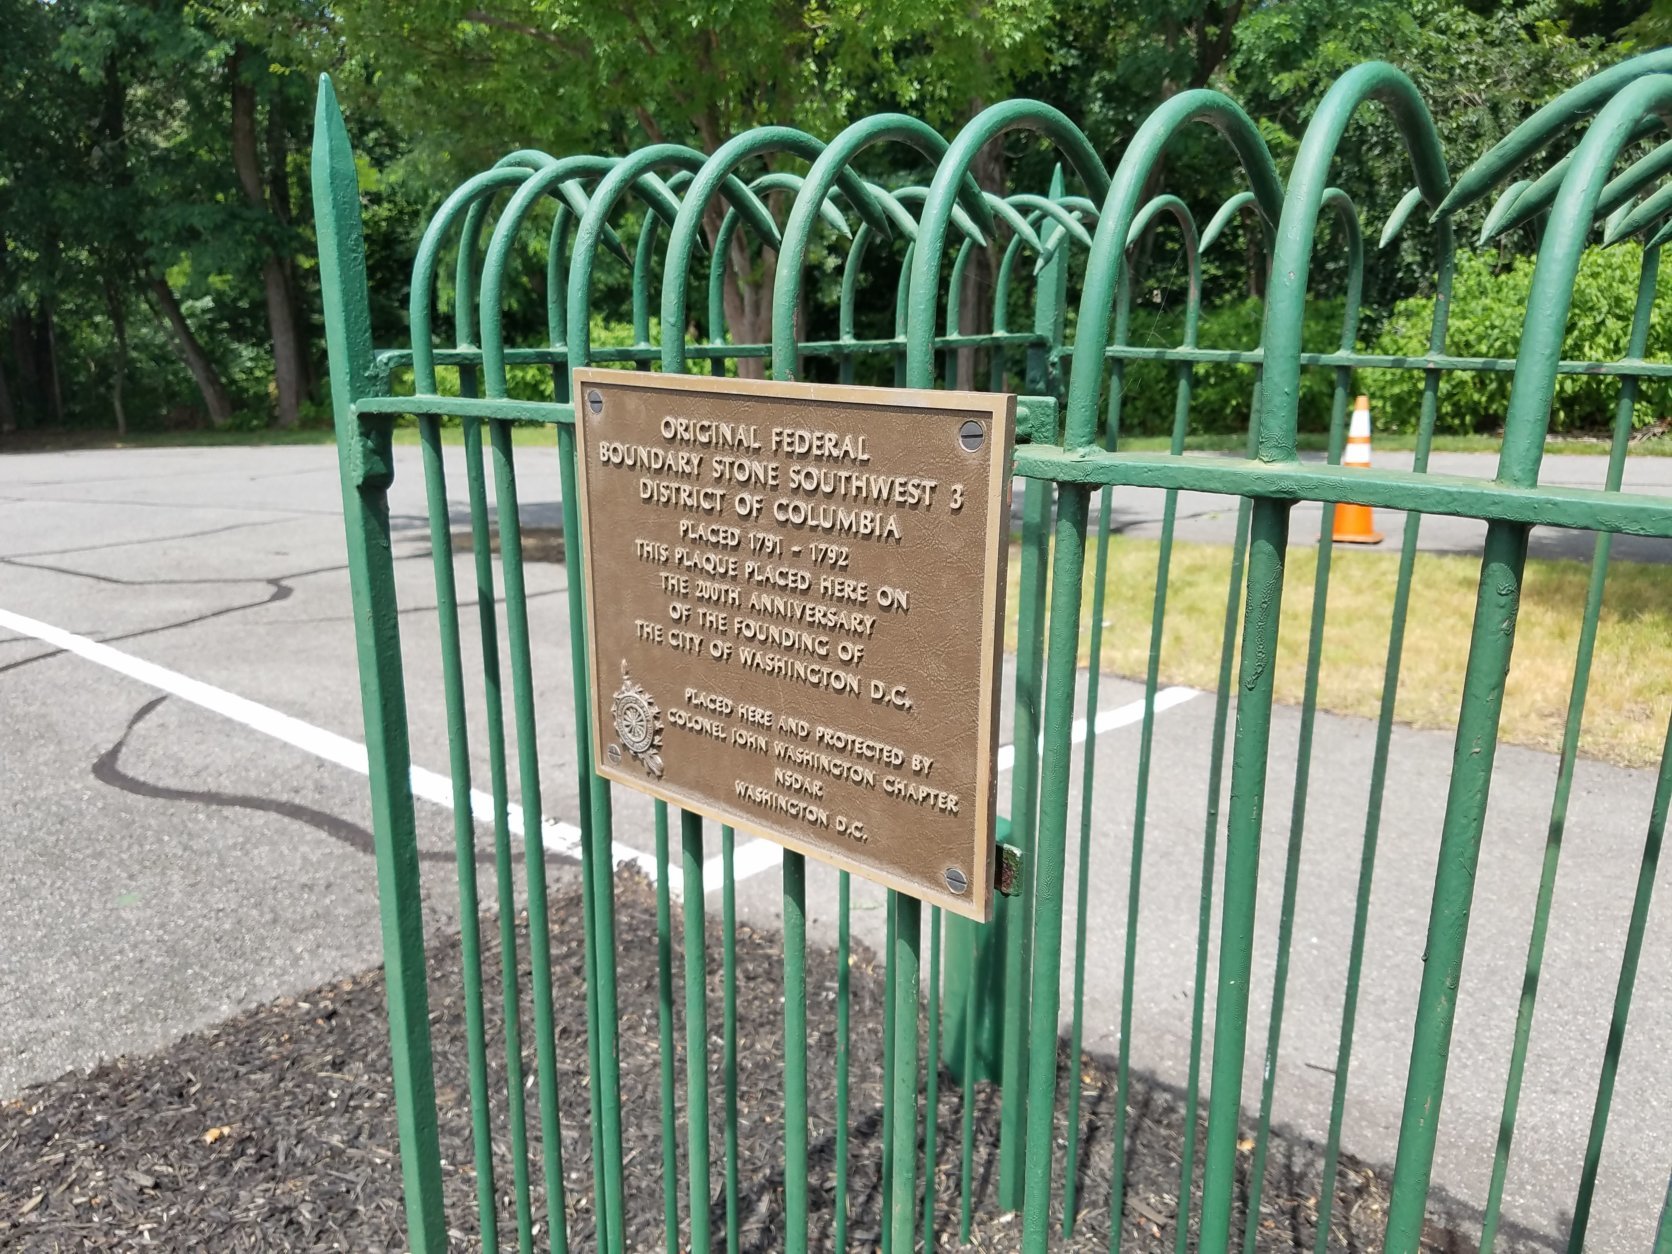 ORIGINAL FEDERAL
BOUNDARY STONE SOUTHWEST 3
DISTRICT OF COLUMBIA
PLACED 1791 - 1792
THIS PLAQUE PLACED HERE ON
THE 200TH ANNIVERSARY
OF THE FOUNDING OF
THE CITY OF WASHINGTON D.C.
PLACED HERE AND PROTECTED BY
COLONEL JOHN WASHINGTON CHAPTER
NSDAR
WASHINGTON D.C.